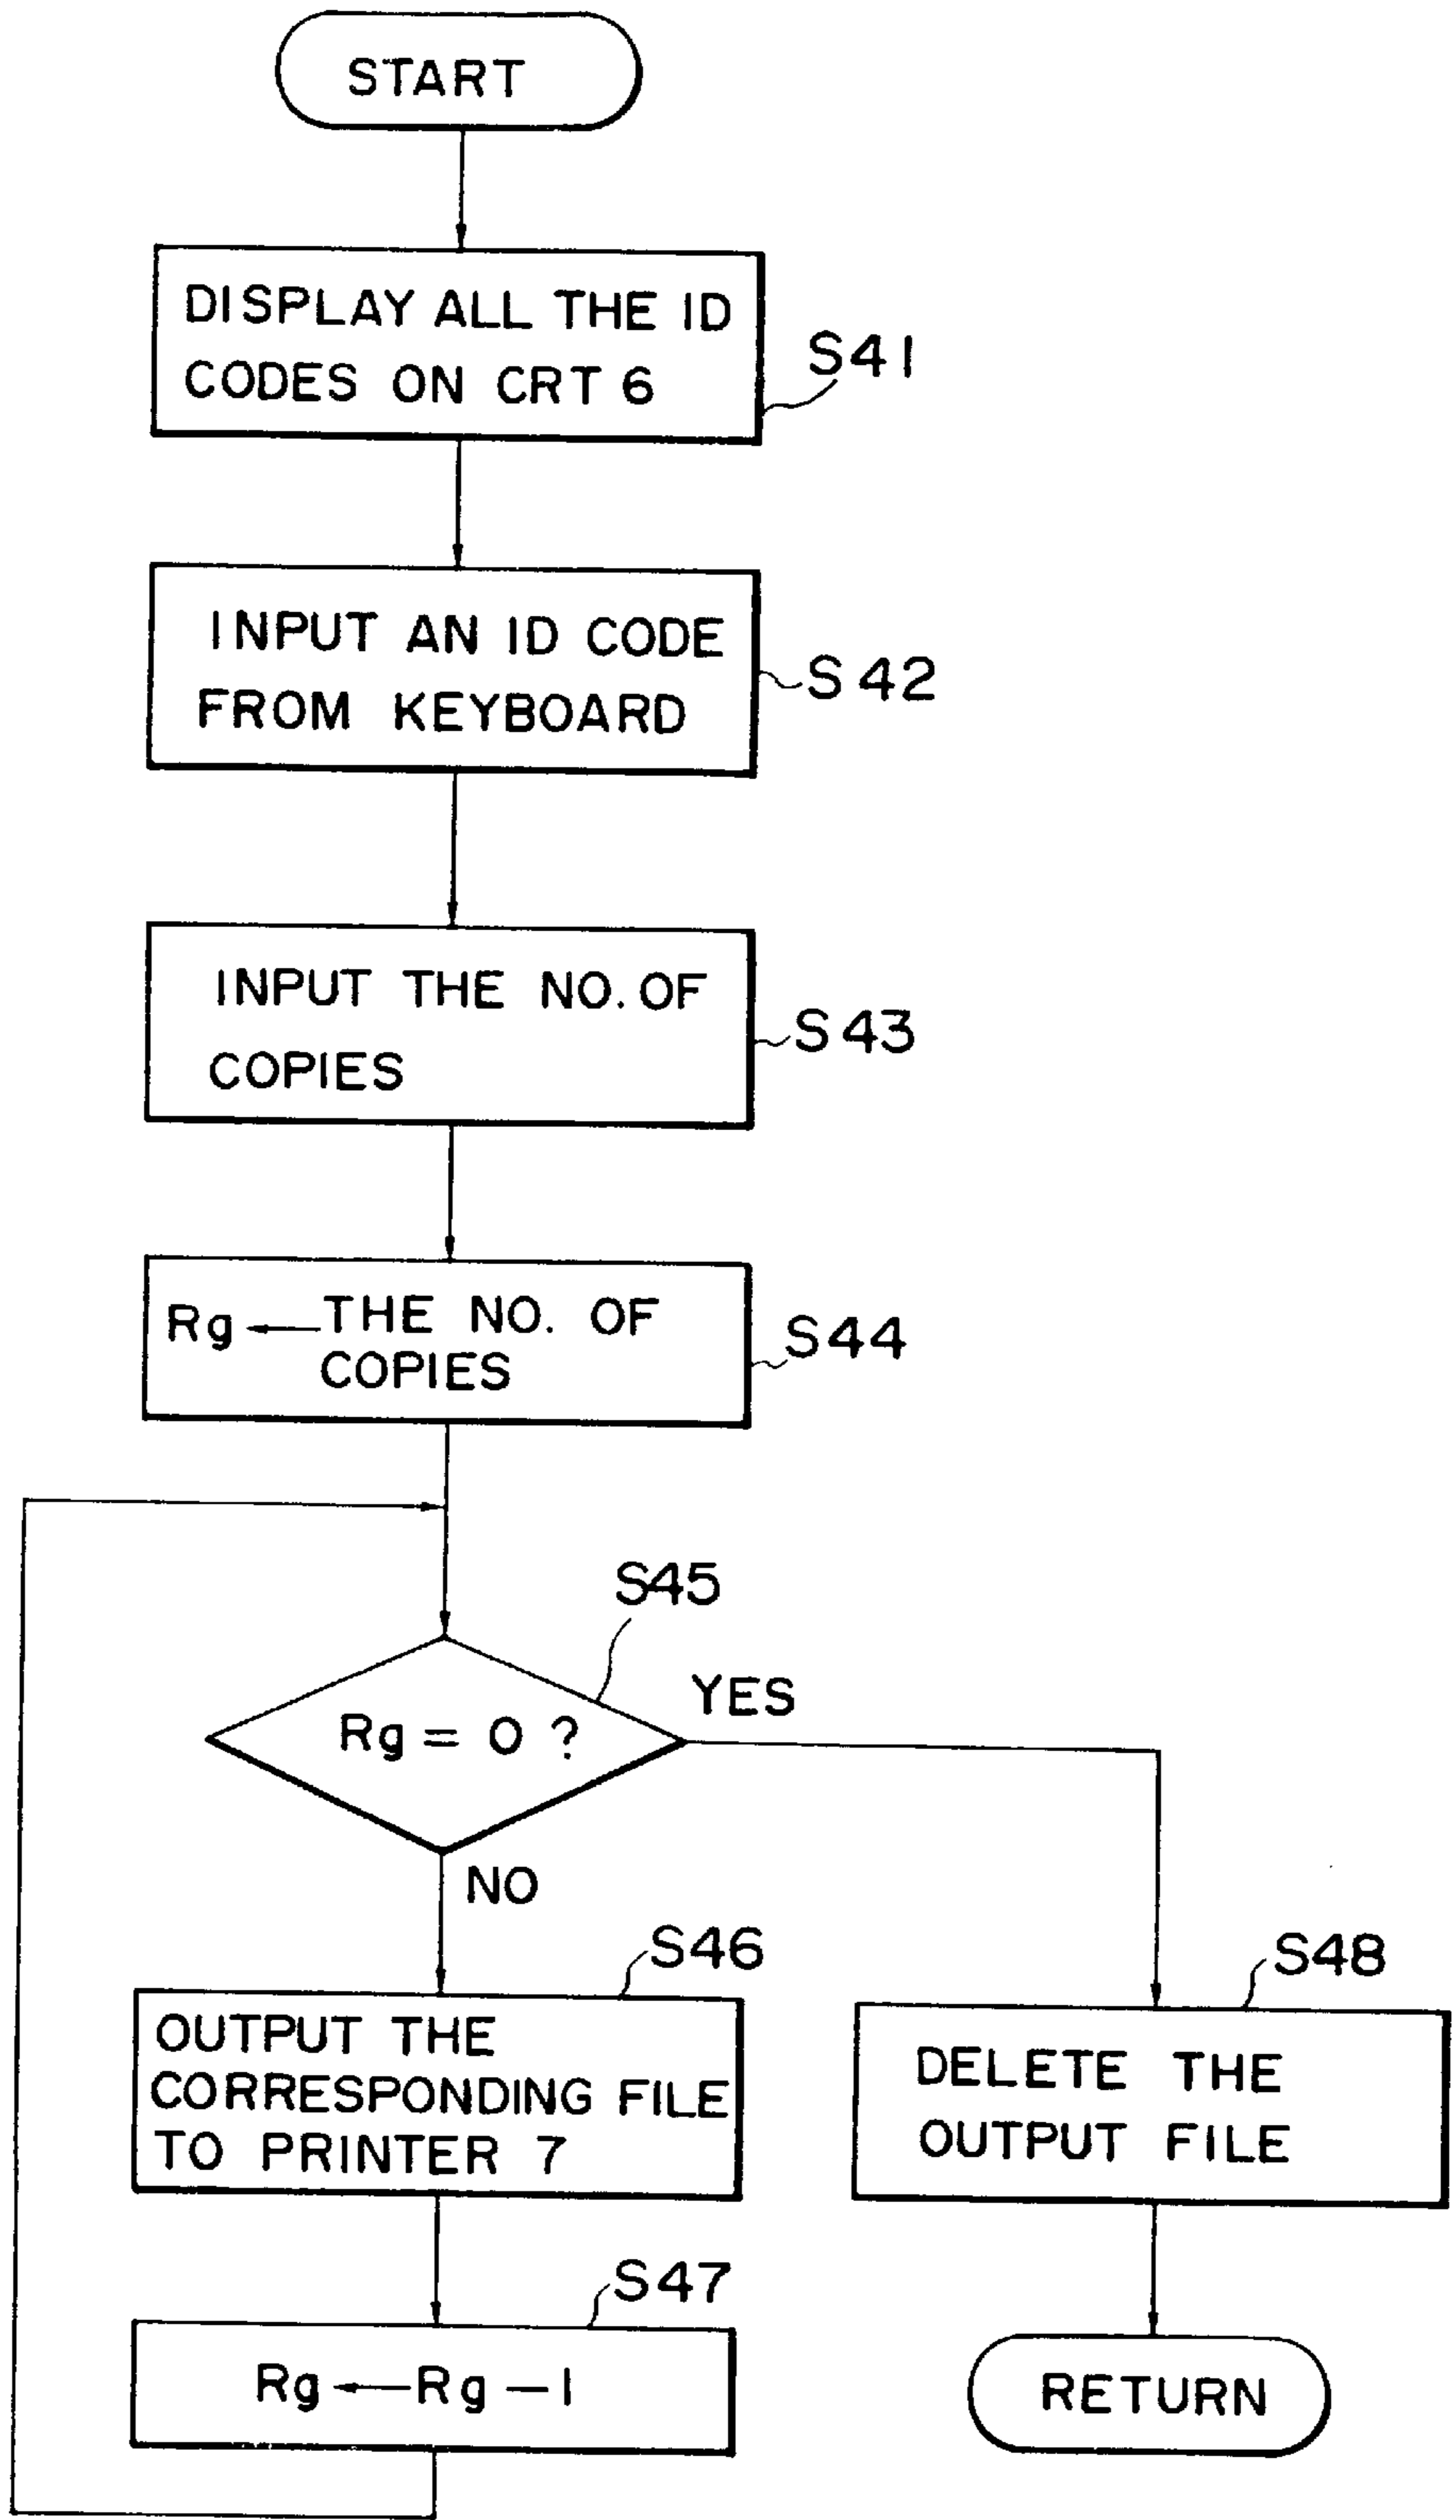 START
DISPLAY ALL THE ID
CODES ON CRT 6
S41
INPUT AN ID CODE
FROM KEYBOARD
S42
INPUT THE NO. OF
COPIES
S43
Rg ← THE NO. OF
COPIES
S44
S45
Rg = 0 ?
YES
NO
S46
OUTPUT THE
CORRESPONDING FILE
TO PRINTER 7
S48
DELETE THE
OUTPUT FILE
S47
Rg ← Rg - 1
RETURN